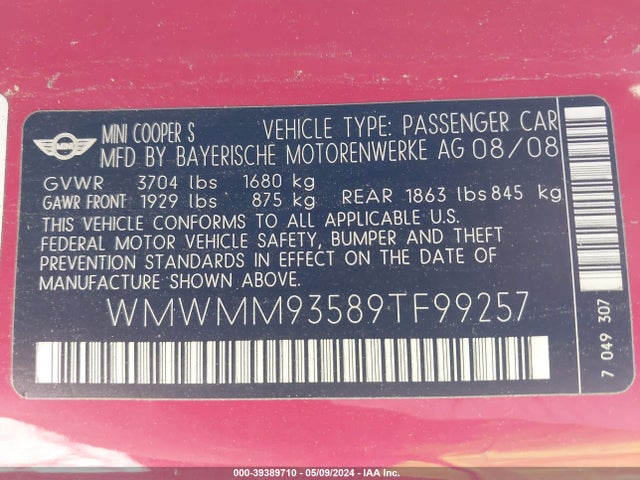 MINI
MINI COOPER S VEHICLE TYPE: PASSENGER CAR
MFD BY BAYERISCHE MOTORENWERKE AG 08/08
GVWR 3704 lbs 1680 kg
GAWR FRONT 1929 lbs 875 kg REAR 1863 lbs 845 kg
THIS VEHICLE CONFORMS TO ALL APPLICABLE U.S.
FEDERAL MOTOR VEHICLE SAFETY, BUMPER AND THEFT
PREVENTION STANDARDS IN EFFECT ON THE DATE OF
MANUFACTURE SHOWN ABOVE.
WMWMM93589TF99257
7 049 307
000-39389710 - 05/09/2024 - IAA Inc.